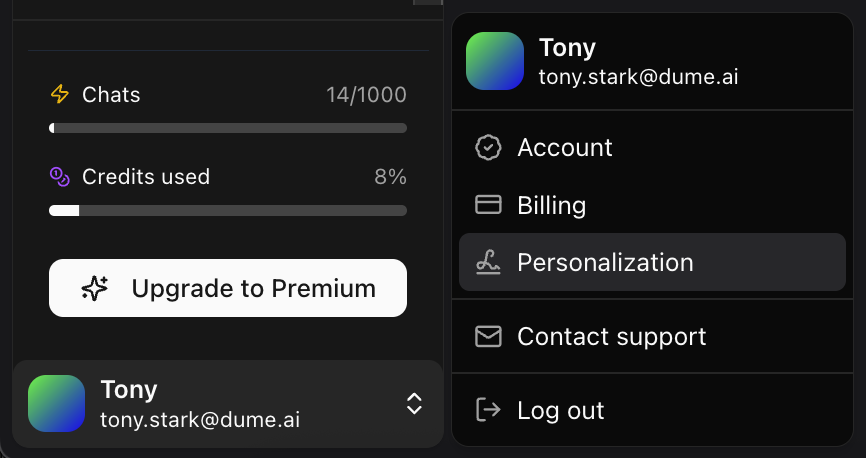 Chats 14/1000
Credits used 8%
Upgrade to Premium
Tony
tony.stark@dume.ai
Tony
tony.stark@dume.ai
Account
Billing
Personalization
Contact support
Log out